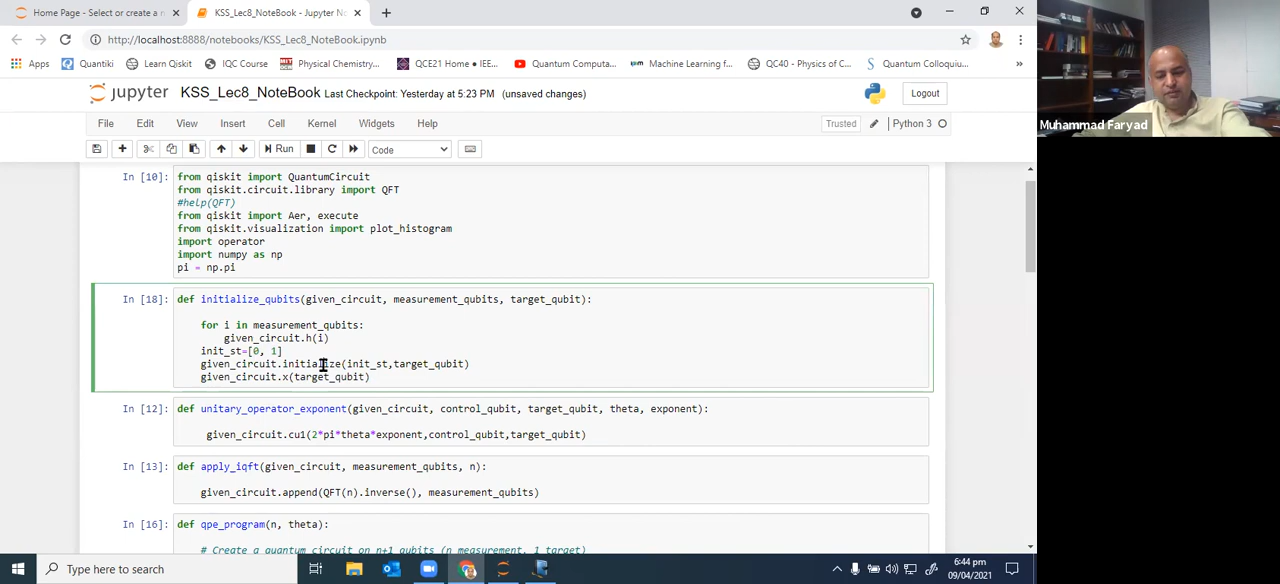 Home Page - Select or create a n
KSS_Lec8_NoteBook - Jupyter Not
http://localhost:8888/notebooks/KSS_Lec8_NoteBook.ipynb
Apps Quantiki Learn Qiskit IQC Course Physical Chemistry... QCE21 Home • IEE... Quantum Computa... Machine Learning f... QC40 - Physics of C... Quantum Colloquiu... »
jupyter KSS_Lec8_NoteBook Last Checkpoint: Yesterday at 5:23 PM (unsaved changes) Logout
File Edit View Insert Cell Kernel Widgets Help Trusted Python 3
Run Code
In [10]: from qiskit import QuantumCircuit
from qiskit.circuit.library import QFT
#help(QFT)
from qiskit import Aer, execute
from qiskit.visualization import plot_histogram
import operator
import numpy as np
pi = np.pi
In [18]: def initialize_qubits(given_circuit, measurement_qubits, target_qubit):
for i in measurement_qubits:
given_circuit.h(i)
init_st=[0, 1]
given_circuit.initialize(init_st,target_qubit)
given_circuit.x(target_qubit)
In [12]: def unitary_operator_exponent(given_circuit, control_qubit, target_qubit, theta, exponent):
given_circuit.cu1(2*pi*theta*exponent,control_qubit,target_qubit)
In [13]: def apply_iqft(given_circuit, measurement_qubits, n):
given_circuit.append(QFT(n).inverse(), measurement_qubits)
In [16]: def qpe_program(n, theta):
# Create a quantum circuit on n+1 qubits (n measurement, 1 target)
Type here to search
6:44 pm
09/04/2021
Muhammad Faryad